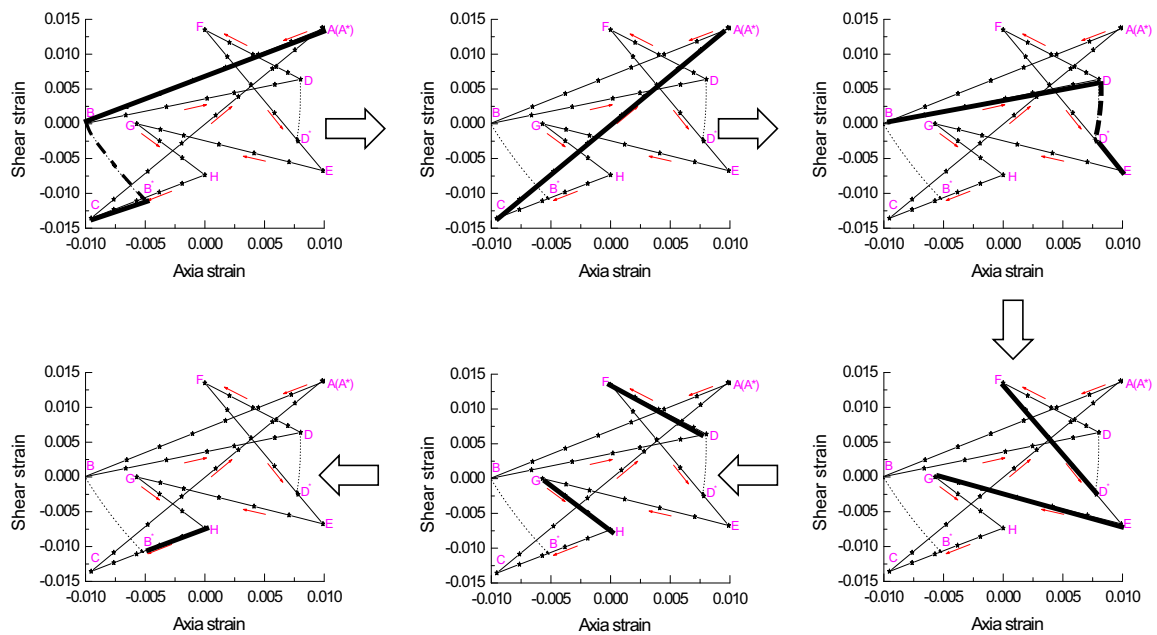 0.015
0.010
0.005
0.000
-0.005
-0.010
-0.015
Shear strain
F
A(A*)
D
B
G
D*
E
H
B*
C
-0.010 -0.005 0.000 0.005 0.010
Axia strain
0.015
0.010
0.005
0.000
-0.005
-0.010
-0.015
Shear strain
F
A(A*)
D
B
G
D*
E
H
B*
C
-0.010 -0.005 0.000 0.005 0.010
Axia strain
0.015
0.010
0.005
0.000
-0.005
-0.010
-0.015
Shear strain
F
A(A*)
D
B
G
D*
E
H
B*
C
-0.010 -0.005 0.000 0.005 0.010
Axia strain
0.015
0.010
0.005
0.000
-0.005
-0.010
-0.015
Shear strain
F
A(A*)
D
B
G
D*
E
H
B*
C
-0.010 -0.005 0.000 0.005 0.010
Axia strain
0.015
0.010
0.005
0.000
-0.005
-0.010
-0.015
Shear strain
F
A(A*)
D
B
G
D*
E
H
B*
C
-0.010 -0.005 0.000 0.005 0.010
Axia strain
0.015
0.010
0.005
0.000
-0.005
-0.010
-0.015
Shear strain
F
A(A*)
D
B
G
D*
E
H
B*
C
-0.010 -0.005 0.000 0.005 0.010
Axia strain